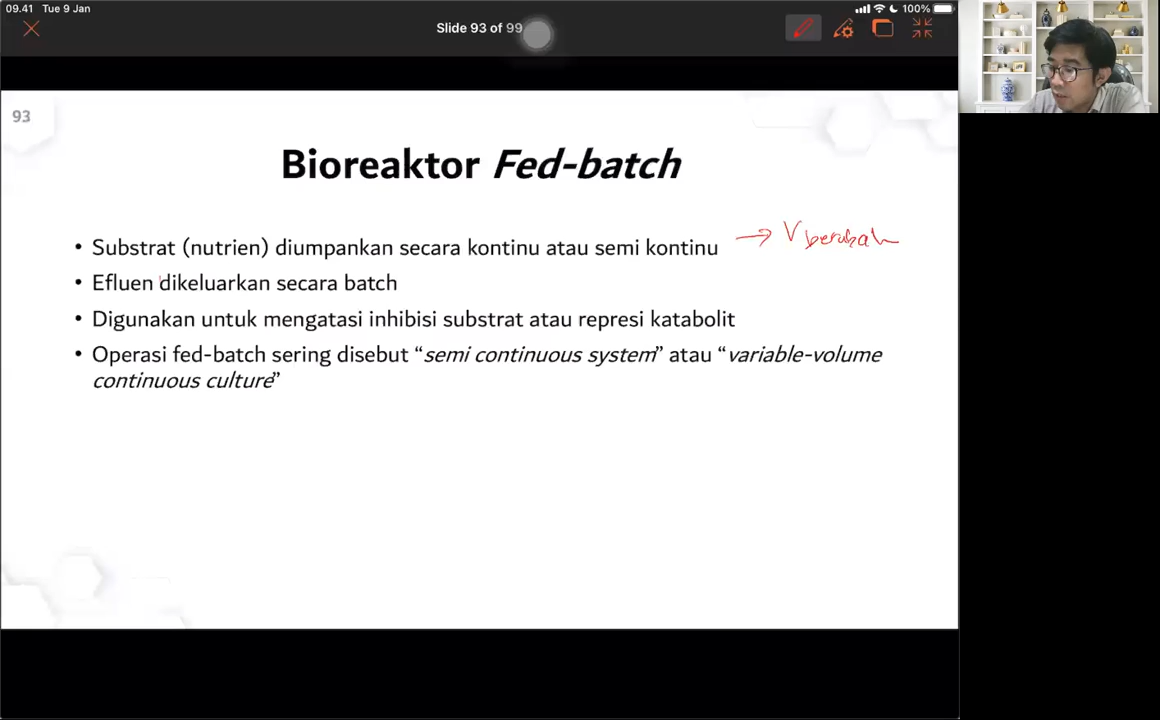 09.41 Tue 9 Jan
100%
Slide 93 of 99
93
Bioreaktor Fed-batch
• Substrat (nutrien) diumpankan secara kontinu atau semi kontinu → V berubah
• Efluen dikeluarkan secara batch
• Digunakan untuk mengatasi inhibisi substrat atau represi katabolit
• Operasi fed-batch sering disebut “semi continuous system” atau “variable-volume
continuous culture”